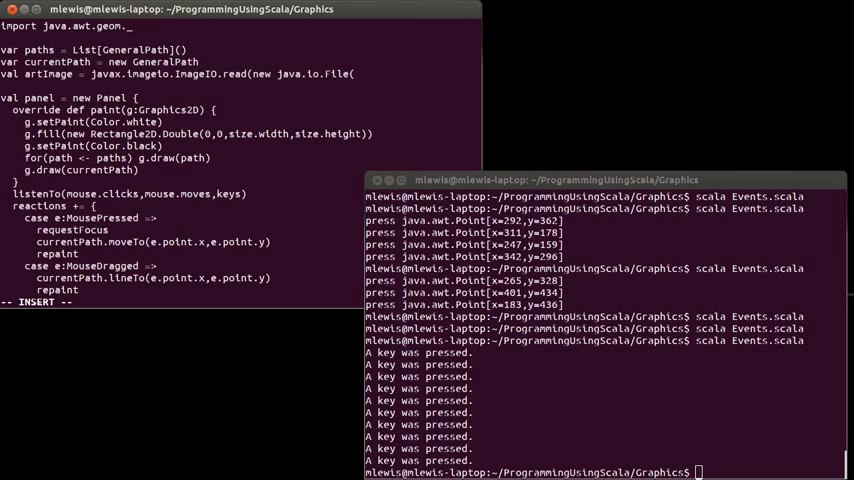 mlewis@mlewis-laptop: ~/ProgrammingUsingScala/Graphics
import java.awt.geom._
var paths = List[GeneralPath]()
var currentPath = new GeneralPath
val artImage = javax.imageio.ImageIO.read(new java.io.File(
val panel = new Panel {
override def paint(g:Graphics2D) {
g.setPaint(Color.white)
g.fill(new Rectangle2D.Double(0,0,size.width,size.height))
g.setPaint(Color.black)
for(path <- paths) g.draw(path)
g.draw(currentPath)
}
listenTo(mouse.clicks,mouse.moves,keys)
reactions += {
case e:MousePressed =>
requestFocus
currentPath.moveTo(e.point.x,e.point.y)
repaint
case e:MouseDragged =>
currentPath.lineTo(e.point.x,e.point.y)
repaint
-- INSERT --
mlewis@mlewis-laptop: ~/ProgrammingUsingScala/Graphics
mlewis@mlewis-laptop:~/ProgrammingUsingScala/Graphics$ scala Events.scala
mlewis@mlewis-laptop:~/ProgrammingUsingScala/Graphics$ scala Events.scala
press java.awt.Point[x=292,y=362]
press java.awt.Point[x=311,y=178]
press java.awt.Point[x=247,y=159]
press java.awt.Point[x=342,y=296]
mlewis@mlewis-laptop:~/ProgrammingUsingScala/Graphics$ scala Events.scala
press java.awt.Point[x=265,y=328]
press java.awt.Point[x=401,y=434]
press java.awt.Point[x=183,y=436]
mlewis@mlewis-laptop:~/ProgrammingUsingScala/Graphics$ scala Events.scala
mlewis@mlewis-laptop:~/ProgrammingUsingScala/Graphics$ scala Events.scala
mlewis@mlewis-laptop:~/ProgrammingUsingScala/Graphics$ scala Events.scala
A key was pressed.
A key was pressed.
A key was pressed.
A key was pressed.
A key was pressed.
A key was pressed.
A key was pressed.
A key was pressed.
A key was pressed.
A key was pressed.
mlewis@mlewis-laptop:~/ProgrammingUsingScala/Graphics$